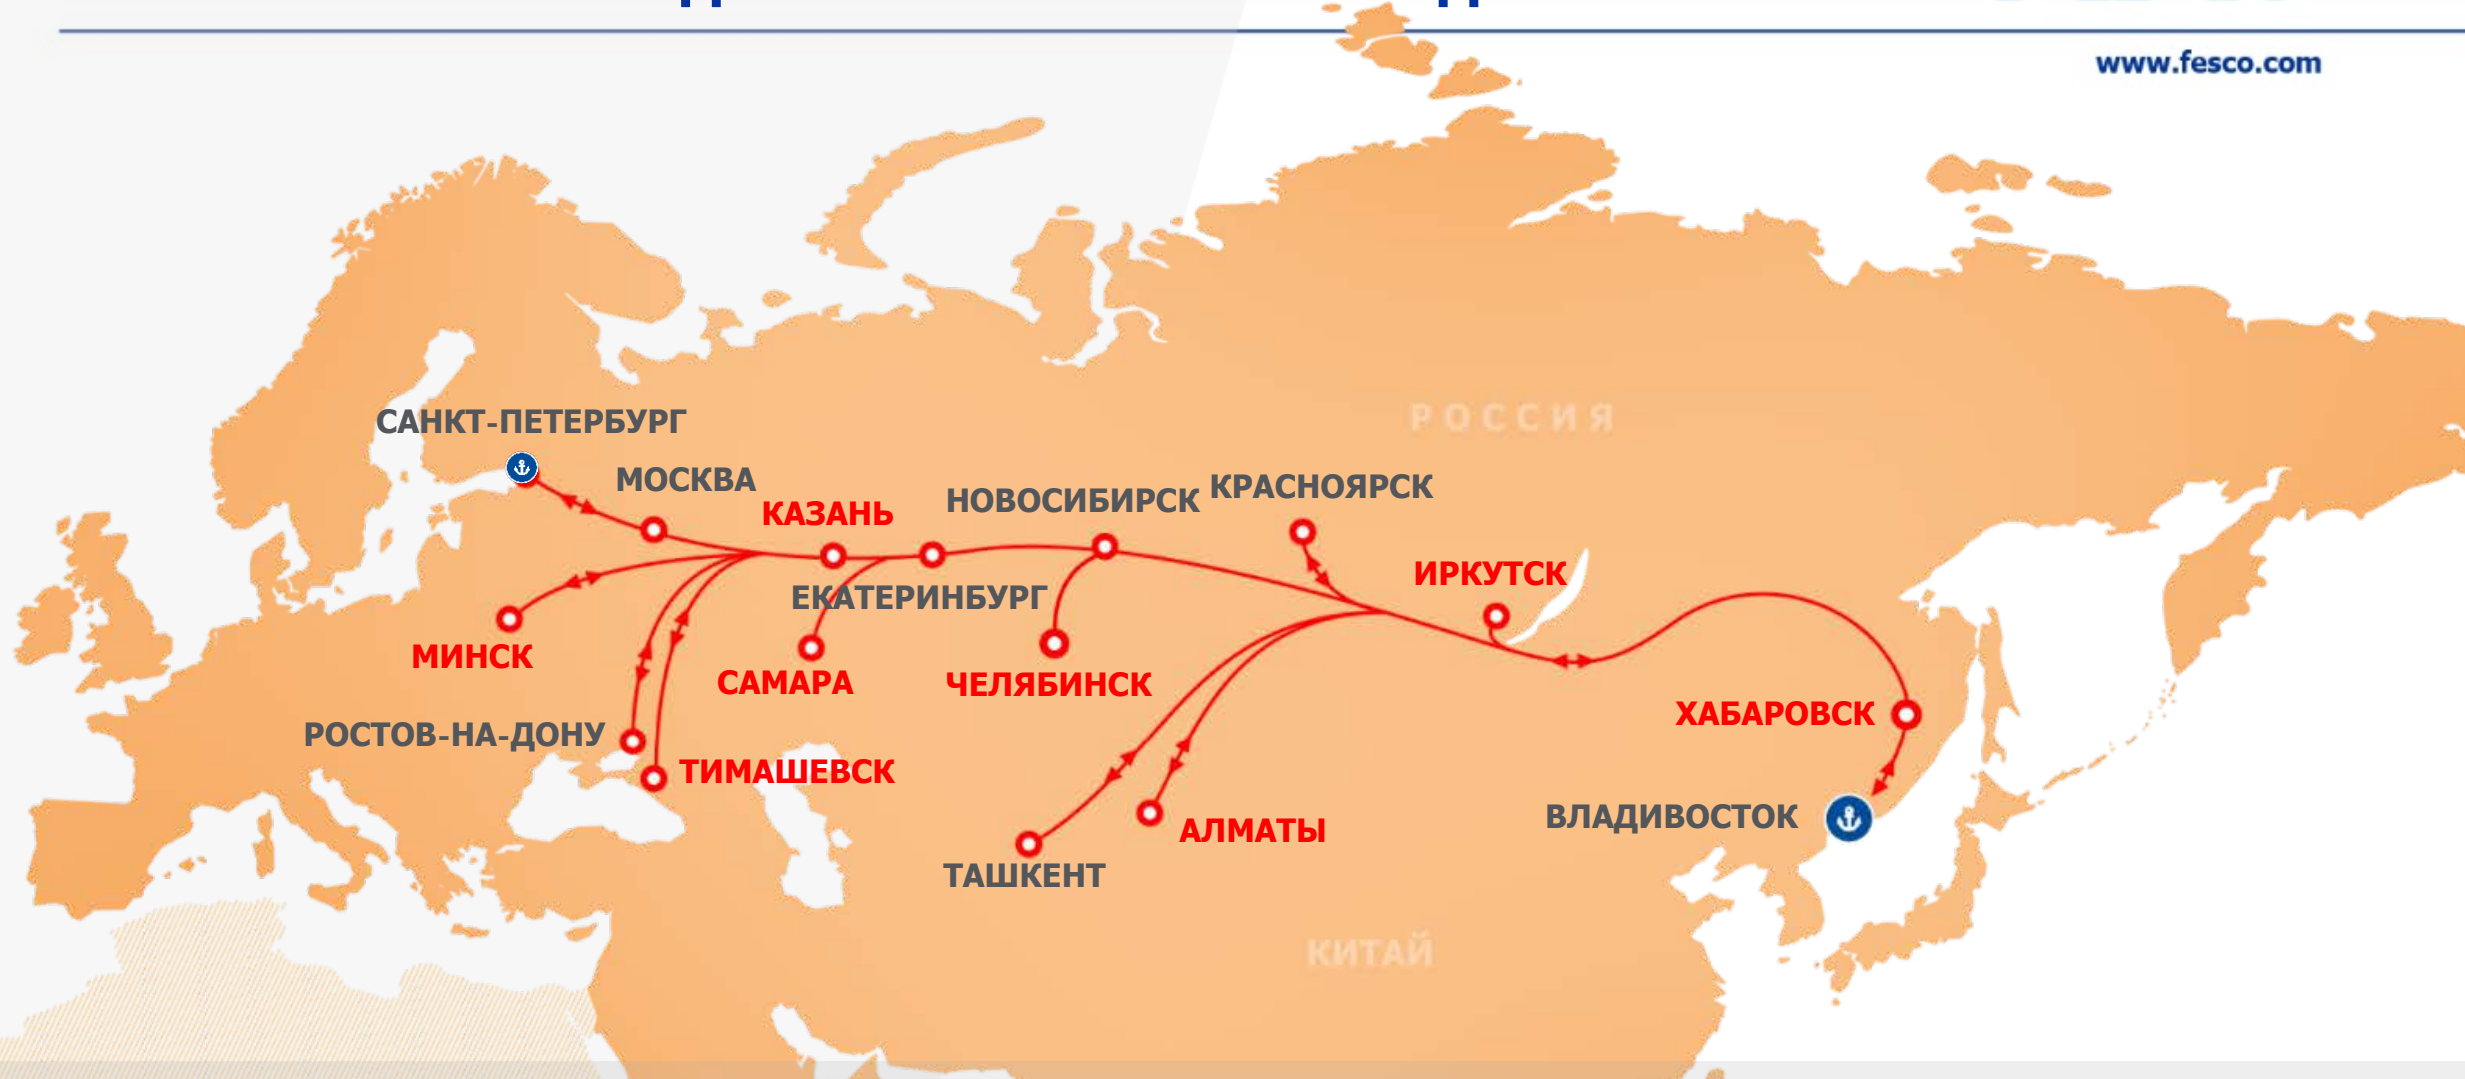 www.fesco.com
РОССИЯ
САНКТ-ПЕТЕРБУРГ
МОСКВА
КАЗАНЬ
НОВОСИБИРСК
КРАСНОЯРСК
ИРКУТСК
ЕКАТЕРИНБУРГ
МИНСК
САМАРА
ЧЕЛЯБИНСК
ХАБАРОВСК
РОСТОВ-НА-ДОНУ
ТИМАШЕВСК
ВЛАДИВОСТОК
АЛМАТЫ
ТАШКЕНТ
КИТАЙ